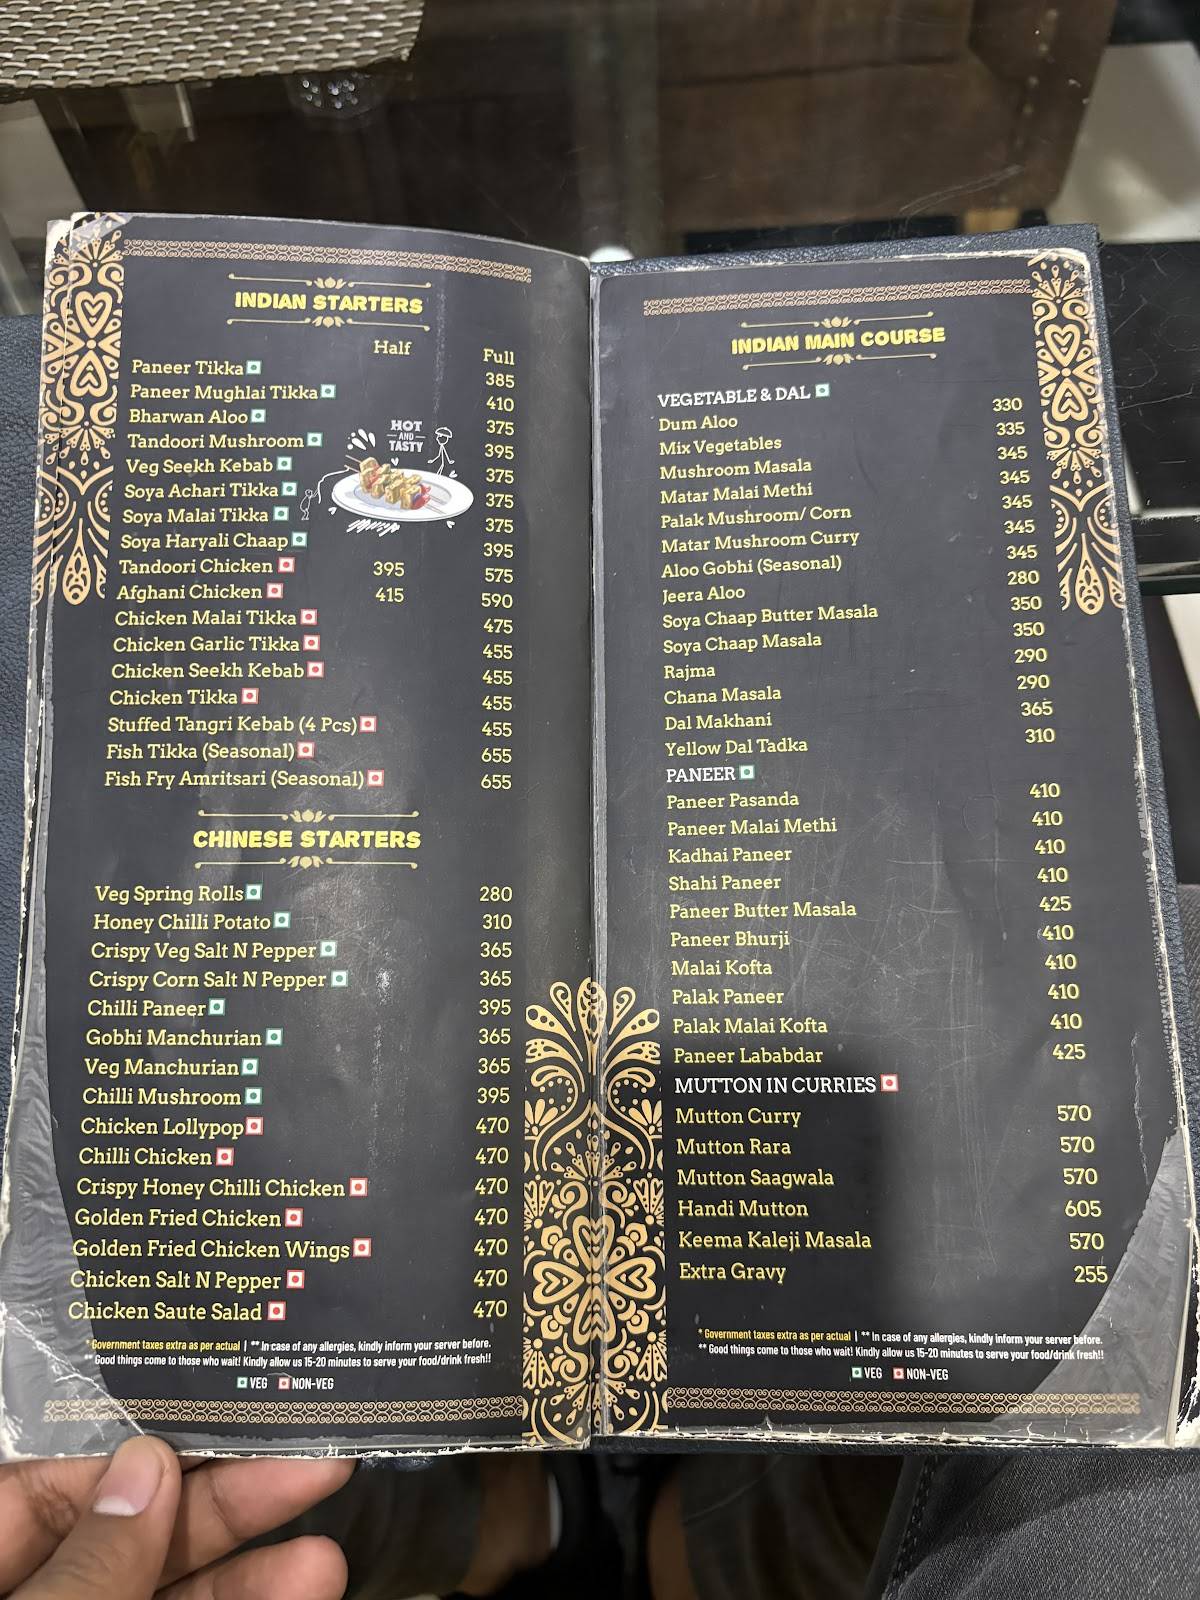 INDIAN STARTERS
Half Full
Paneer Tikka 385
Paneer Mughlai Tikka 410
Bharwan Aloo 375
Tandoori Mushroom 395
Veg Seekh Kebab 375
Soya Achari Tikka 375
Soya Malai Tikka 375
Soya Haryali Chaap 395
Tandoori Chicken 395 575
Afghani Chicken 415 590
Chicken Malai Tikka 475
Chicken Garlic Tikka 455
Chicken Seekh Kebab 455
Chicken Tikka 455
Stuffed Tangri Kebab (4 Pcs) 455
Fish Tikka (Seasonal) 655
Fish Fry Amritsari (Seasonal) 655
HOT
AND
TASTY
CHINESE STARTERS
Veg Spring Rolls 280
Honey Chilli Potato 310
Crispy Veg Salt N Pepper 365
Crispy Corn Salt N Pepper 365
Chilli Paneer 395
Gobhi Manchurian 365
Veg Manchurian 365
Chilli Mushroom 395
Chicken Lollypop 470
Chilli Chicken 470
Crispy Honey Chilli Chicken 470
Golden Fried Chicken 470
Golden Fried Chicken Wings 470
Chicken Salt N Pepper 470
Chicken Saute Salad 470
* Government taxes extra as per actual | ** In case of any allergies, kindly inform your server before.
** Good things come to those who wait! Kindly allow us 15-20 minutes to serve your food/drink fresh!!
VEG NON-VEG
INDIAN MAIN COURSE
VEGETABLE & DAL
Dum Aloo 330
Mix Vegetables 335
Mushroom Masala 345
Matar Malai Methi 345
Palak Mushroom/ Corn 345
Matar Mushroom Curry 345
Aloo Gobhi (Seasonal) 345
Jeera Aloo 280
Soya Chaap Butter Masala 350
Soya Chaap Masala 350
Rajma 290
Chana Masala 290
Dal Makhani 365
Yellow Dal Tadka 310
PANEER
Paneer Pasanda 410
Paneer Malai Methi 410
Kadhai Paneer 410
Shahi Paneer 410
Paneer Butter Masala 425
Paneer Bhurji 410
Malai Kofta 410
Palak Paneer 410
Palak Malai Kofta 410
Paneer Lababdar 425
MUTTON IN CURRIES
Mutton Curry 570
Mutton Rara 570
Mutton Saagwala 570
Handi Mutton 605
Keema Kaleji Masala 570
Extra Gravy 255
* Government taxes extra as per actual | ** In case of any allergies, kindly inform your server before.
** Good things come to those who wait! Kindly allow us 15-20 minutes to serve your food/drink fresh!!
VEG NON-VEG